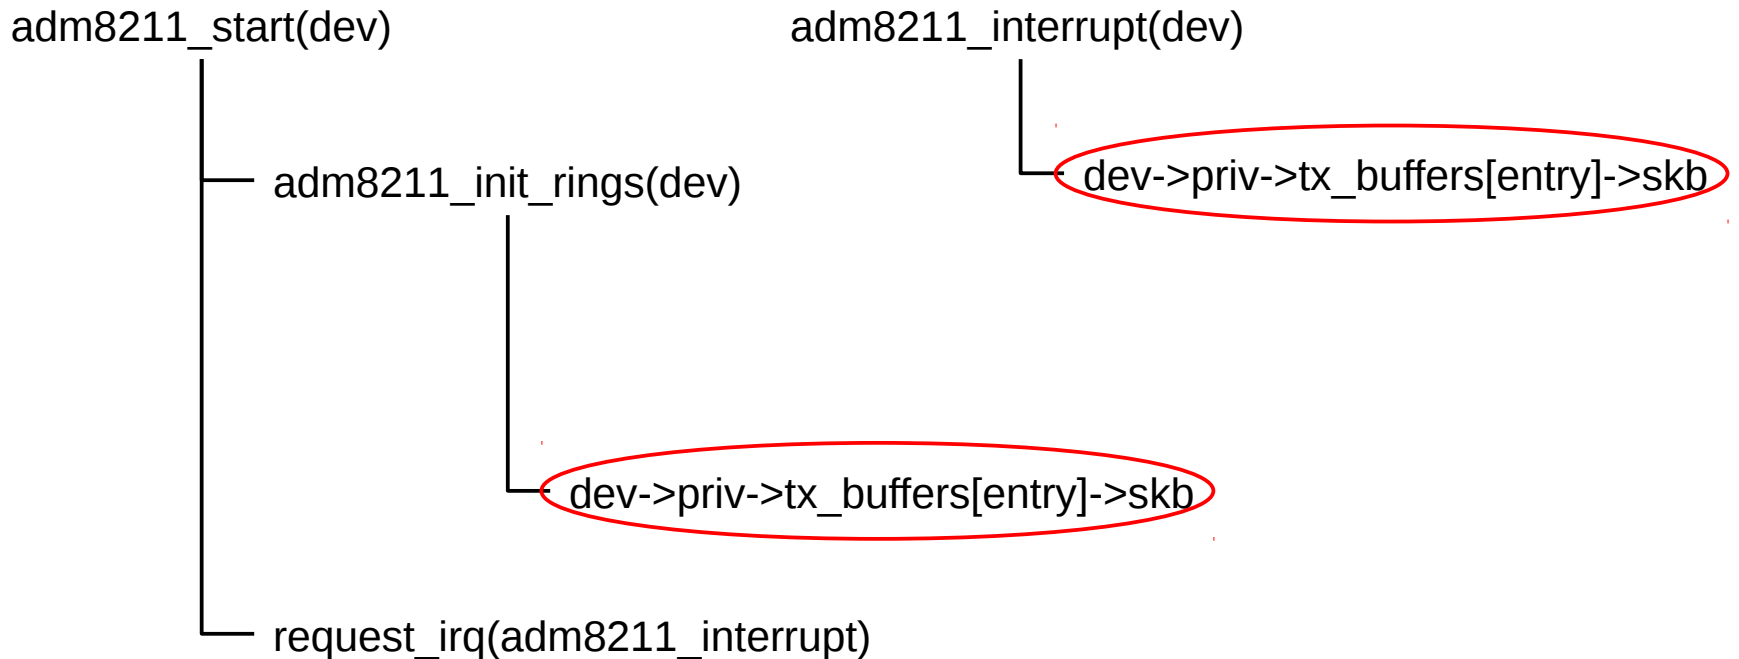 adm8211_start(dev)
adm8211_interrupt(dev)
dev->priv->tx_buffers[entry]->skb
adm8211_init_rings(dev)
dev->priv->tx_buffers[entry]->skb
request_irq(adm8211_interrupt)